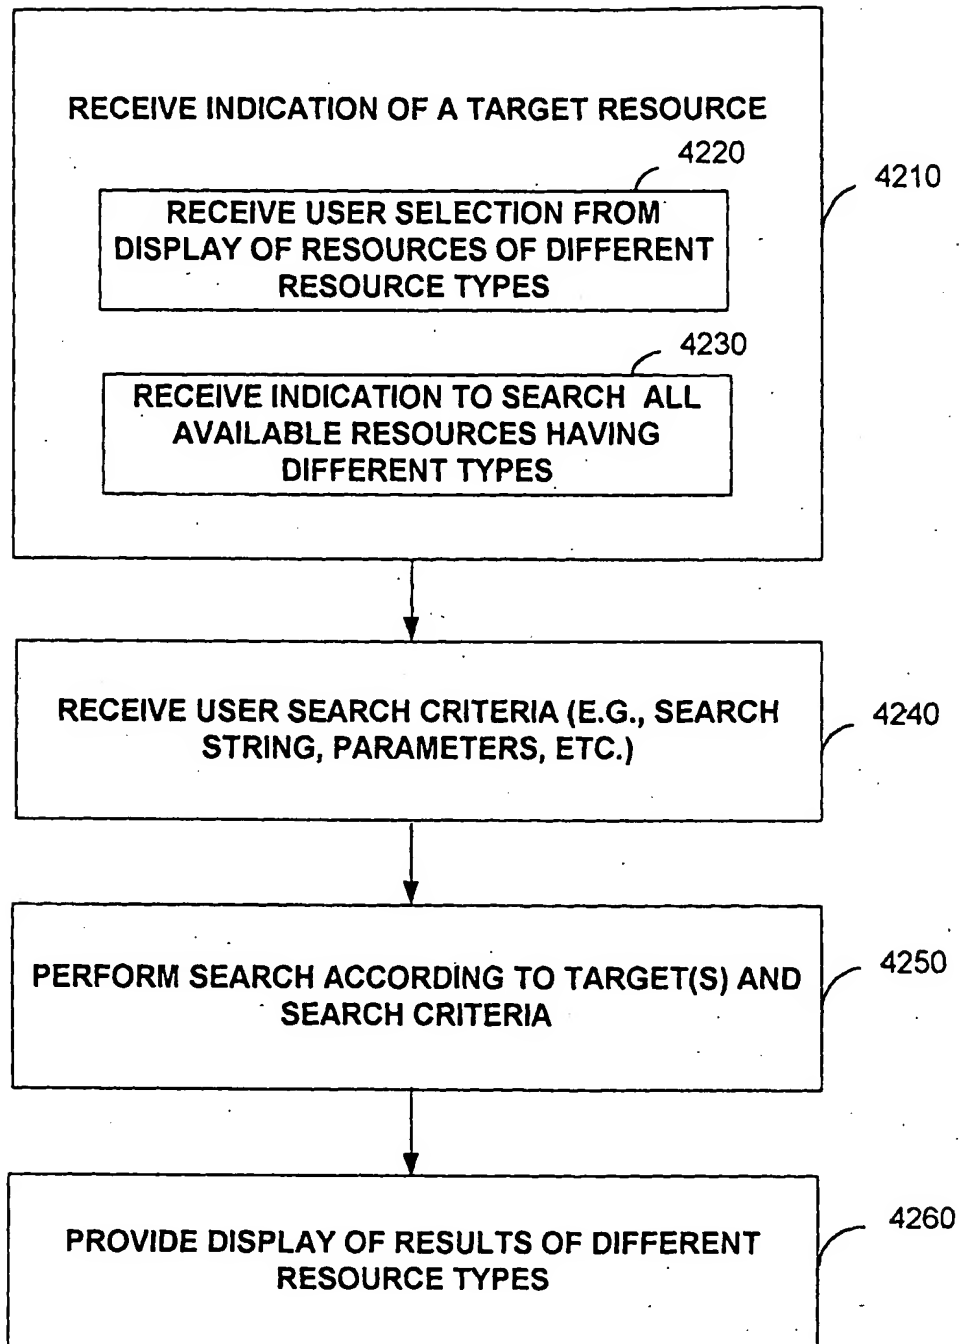 RECEIVE INDICATION OF A TARGET RESOURCE
4220
4210
RECEIVE USER SELECTION FROM
DISPLAY OF RESOURCES OF DIFFERENT
RESOURCE TYPES
4230
RECEIVE INDICATION TO SEARCH ALL
AVAILABLE RESOURCES HAVING
DIFFERENT TYPES
RECEIVE USER SEARCH CRITERIA (E.G., SEARCH
STRING, PARAMETERS, ETC.)
4240
PERFORM SEARCH ACCORDING TO TARGET(S) AND
SEARCH CRITERIA
4250
PROVIDE DISPLAY OF RESULTS OF DIFFERENT
RESOURCE TYPES
4260